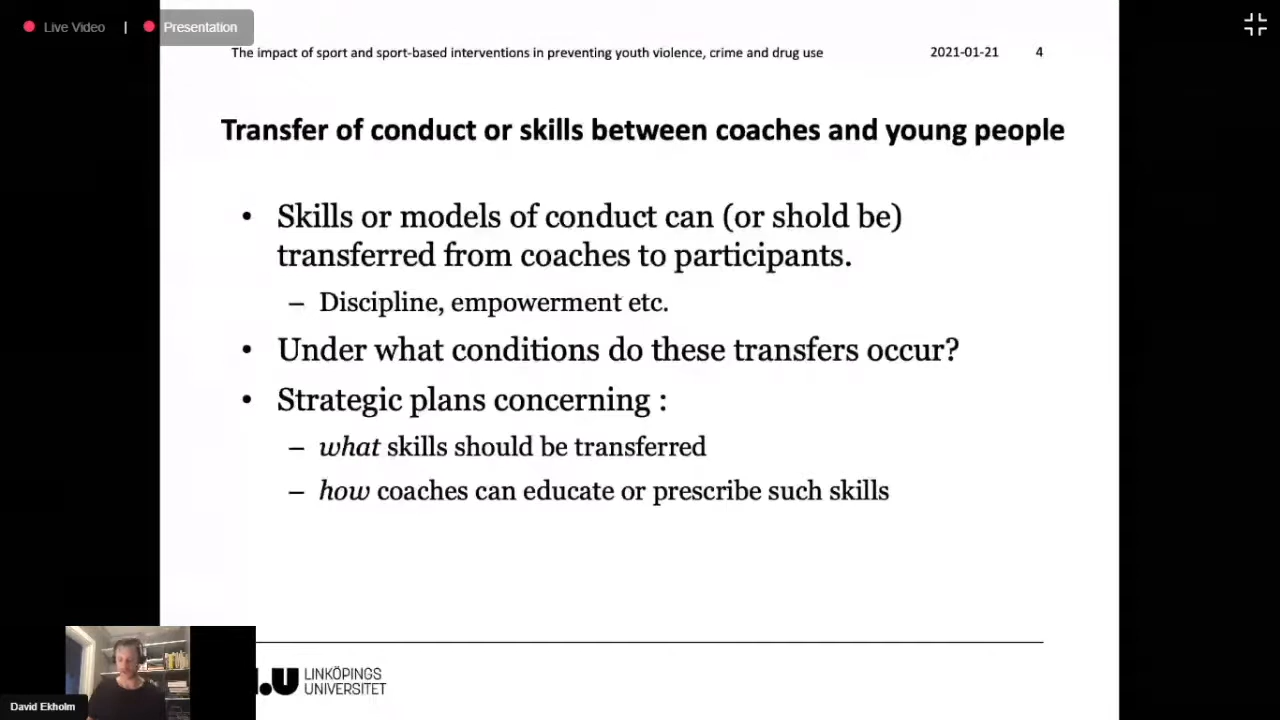 Live Video | Presentation
The impact of sport and sport-based interventions in preventing youth violence, crime and drug use 2021-01-21 4
Transfer of conduct or skills between coaches and young people
• Skills or models of conduct can (or shold be)
transferred from coaches to participants.
– Discipline, empowerment etc.
• Under what conditions do these transfers occur?
• Strategic plans concerning :
– what skills should be transferred
– how coaches can educate or prescribe such skills
LINKÖPINGS
UNIVERSITET
David Ekholm